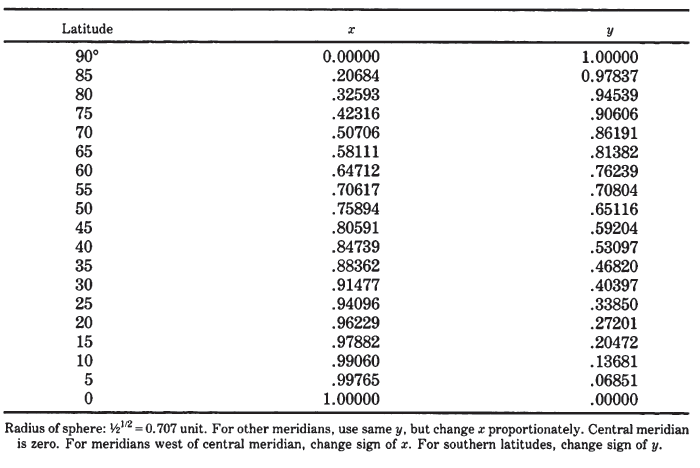 Latitude x y
90° 0.00000 1.00000
85 .20684 0.97837
80 .32593 .94539
75 .42316 .90606
70 .50706 .86191
65 .58111 .81382
60 .64712 .76239
55 .70617 .70804
50 .75894 .65116
45 .80591 .59204
40 .84739 .53097
35 .88362 .46820
30 .91477 .40397
25 .94096 .33850
20 .96229 .27201
15 .97882 .20472
10 .99060 .13681
5 .99765 .06851
0 1.00000 .00000
Radius of sphere: ½^1/2 = 0.707 unit. For other meridians, use same y, but change x proportionately. Central meridian
is zero. For meridians west of central meridian, change sign of x. For southern latitudes, change sign of y.